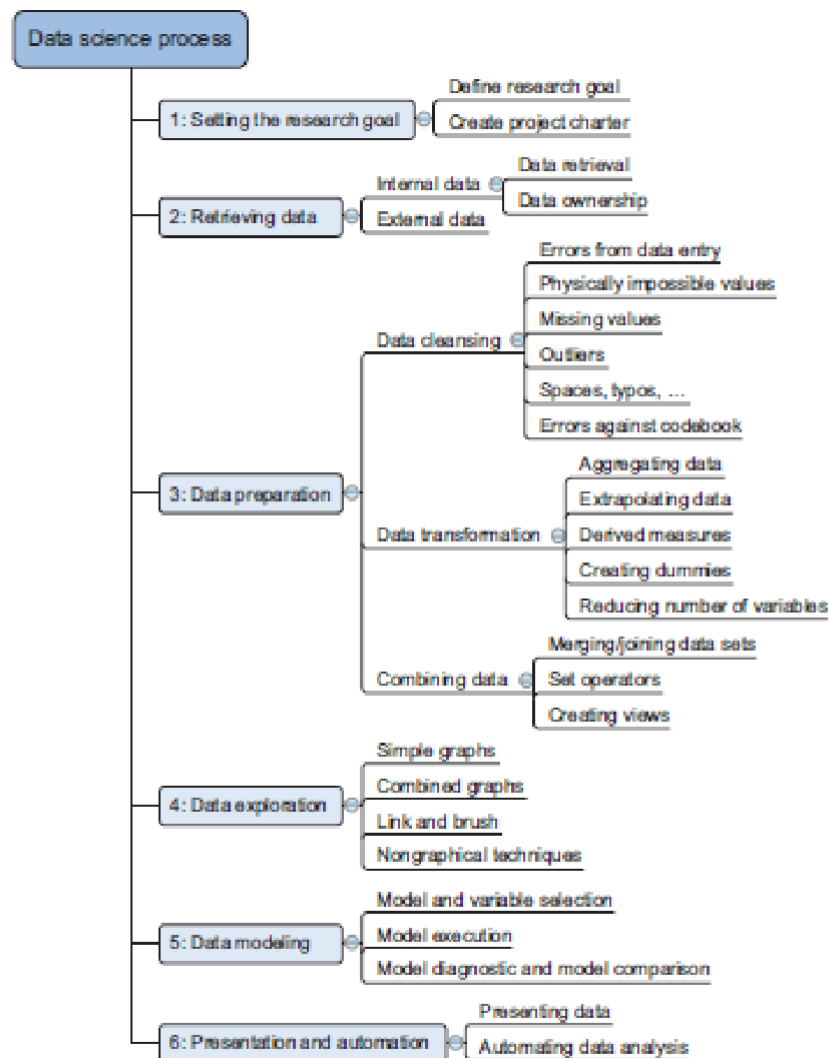 Data science process
Define research goal
1: Setting the research goal
Create project charter
Data retrieval
Internal data
Data ownership
2: Retrieving data
External data
Errors from data entry
Physically impossible values
Missing values
Data cleansing
Outliers
Spaces, typos, ...
Errors against codebook
Aggregating data
3: Data preparation
Extrapolating data
Data transformation
Derived measures
Creating dummies
Reducing number of variables
Merging/joining data sets
Combining data
Set operators
Creating views
Simple graphs
Combined graphs
4: Data exploration
Link and brush
Nongraphical techniques
Model and variable selection
5: Data modeling
Model execution
Model diagnostic and model comparison
Presenting data
6: Presentation and automation
Automating data analysis